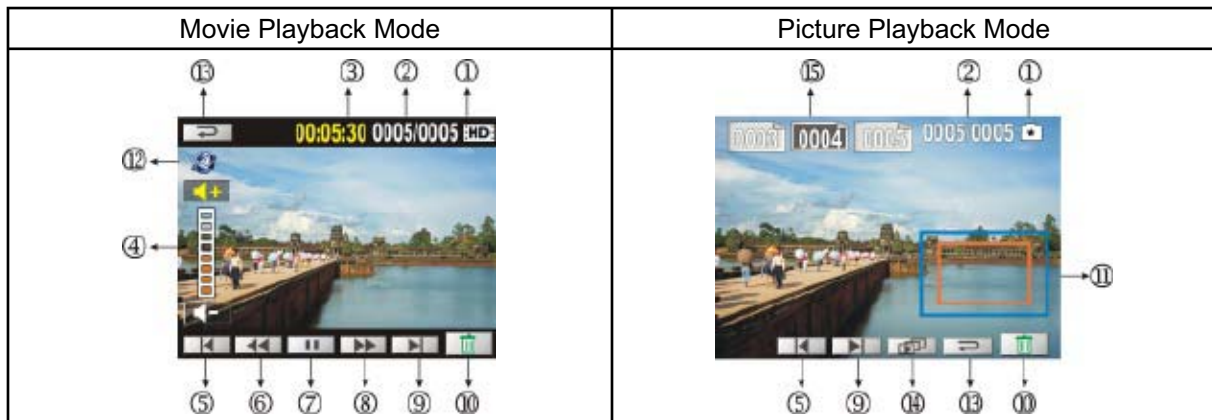 Movie Playback Mode
Picture Playback Mode
⑬ ③ ② ①
00:05:30 0005/0005 HD
⑫
④
⑤ ⑥ ⑦ ⑧ ⑨ ⑩
⑮ ② ①
0003 0004 0005 0005 0005
⑪
⑤ ⑨ ⑭ ⑬ ⑩